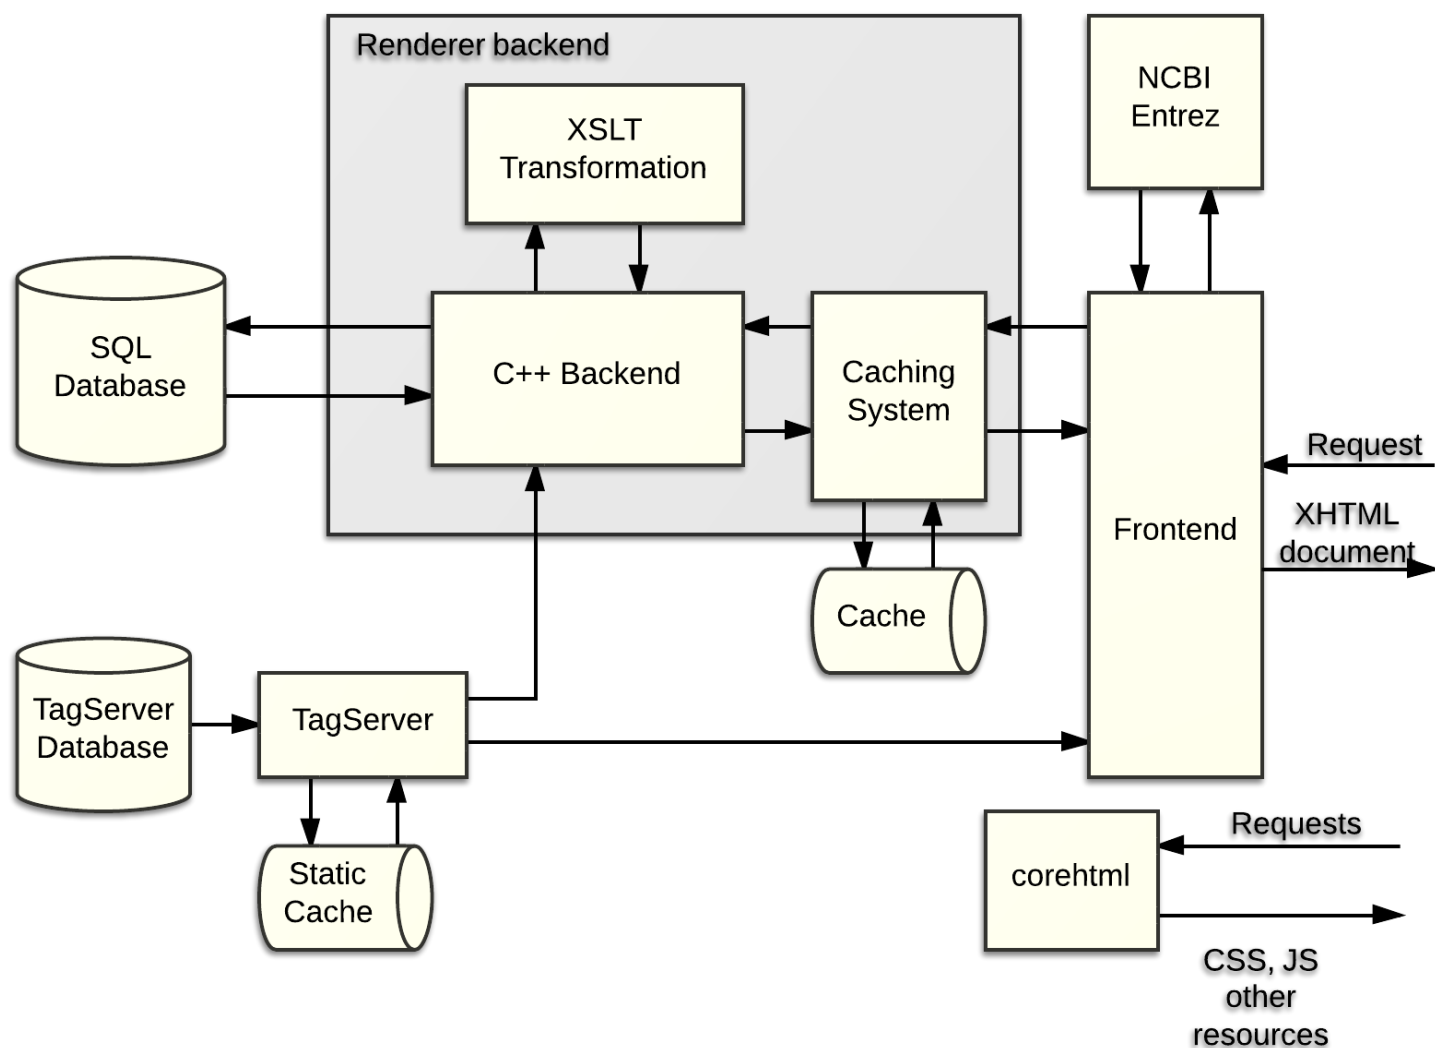 Renderer backend
XSLT
Transformation
NCBI
Entrez
SQL
Database
C++ Backend
Caching
System
Request
XHTML
document
Frontend
Cache
TagServer
Database
TagServer
Static
Cache
Requests
corehtml
CSS, JS
other
resources